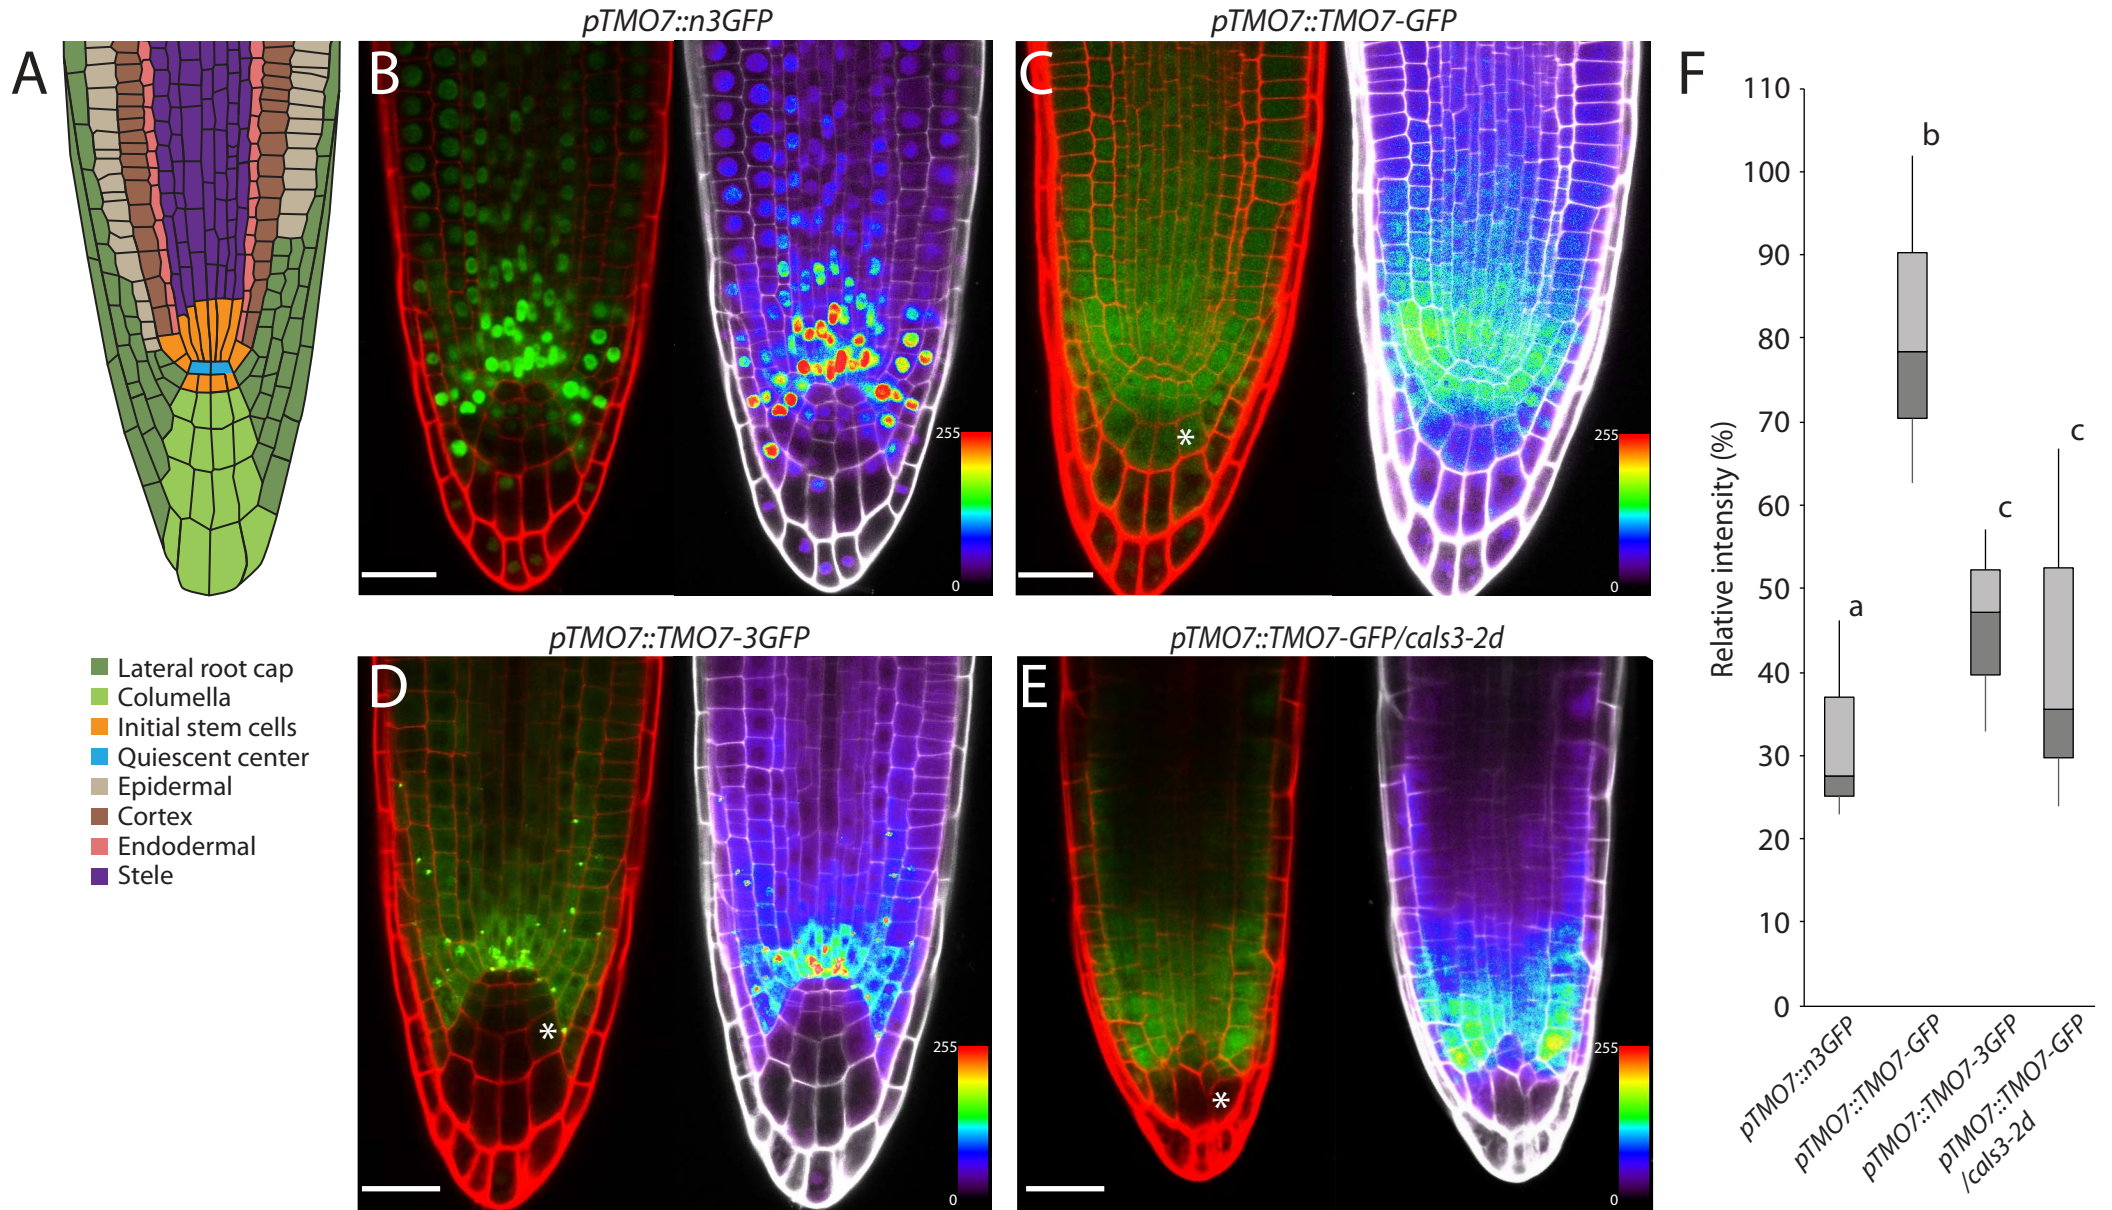 A
Lateral root cap
Columella
Initial stem cells
Quiescent center
Epidermal
Cortex
Endodermal
Stele
pTMO7::n3GFP
B
255
0
pTMO7::TMO7-GFP
C
*
255
0
pTMO7::TMO7-3GFP
D
*
255
0
pTMO7::TMO7-GFP/cals3-2d
E
*
255
0
F
Relative intensity (%)
110
100
90
80
70
60
50
40
30
20
10
0
a
b
c
c
pTMO7::n3GFP
pTMO7::TMO7-GFP
pTMO7::TMO7-3GFP
pTMO7::TMO7-GFP
/cals3-2d